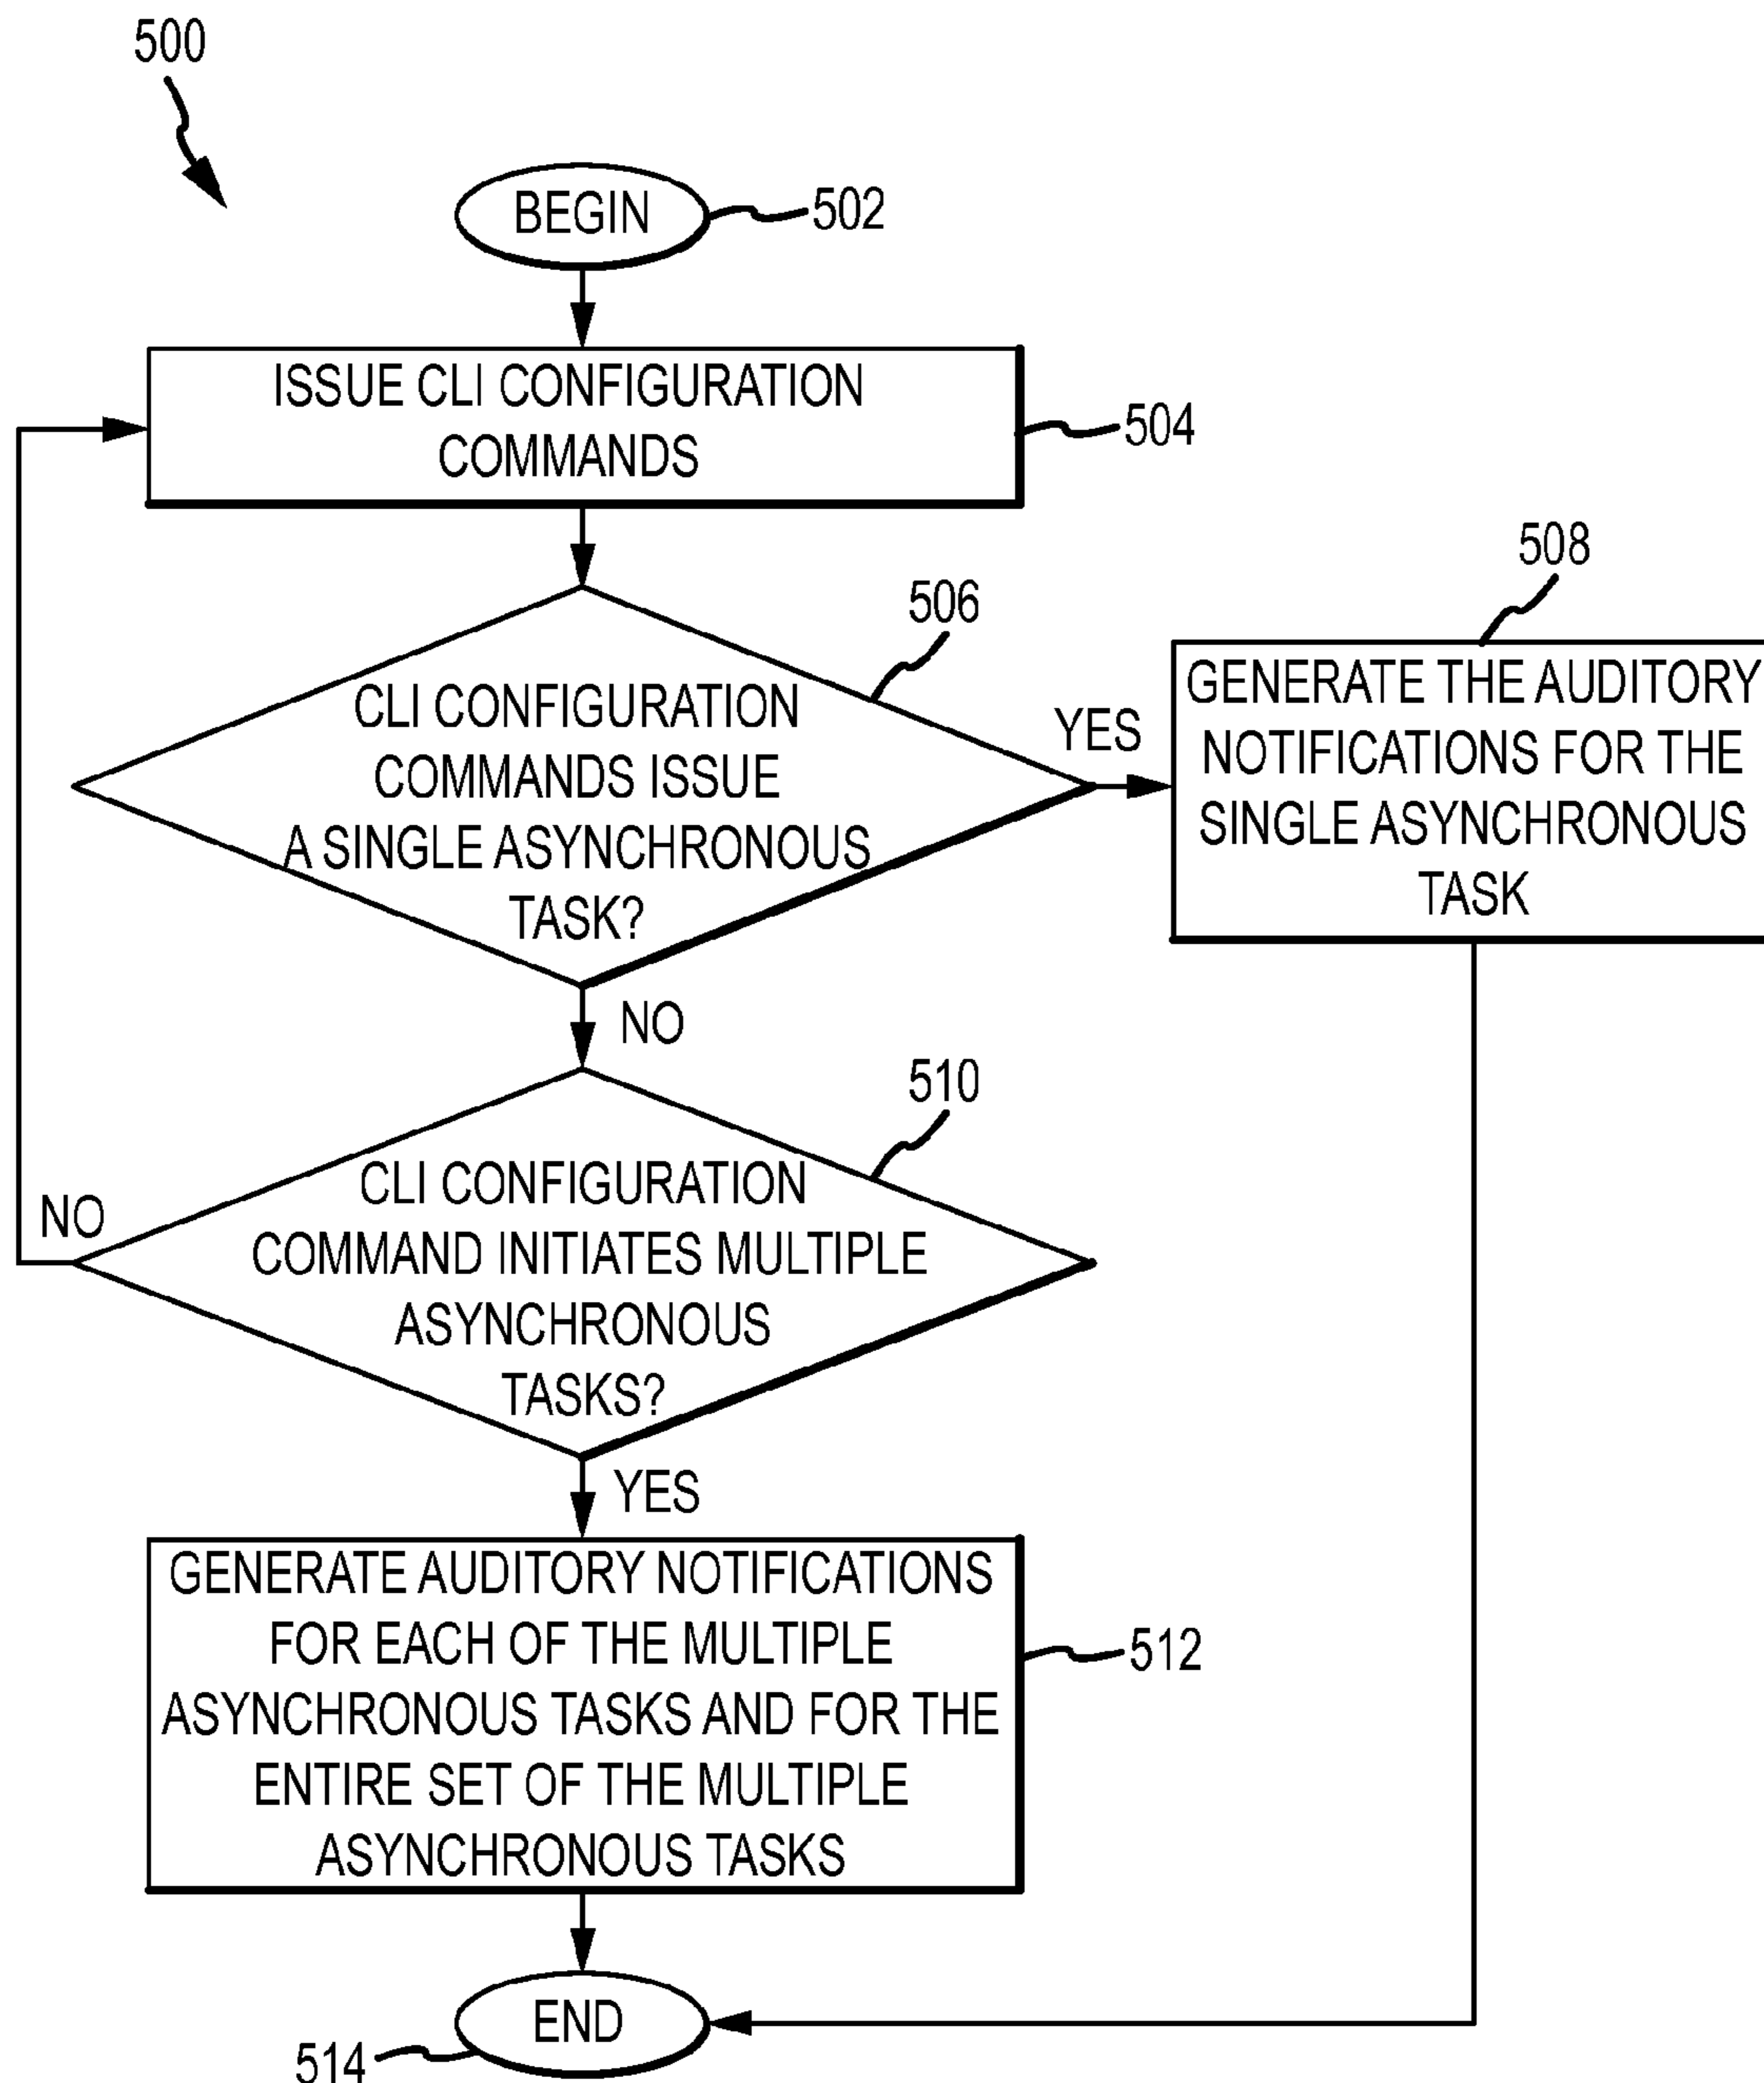 500
BEGIN
502
ISSUE CLI CONFIGURATION
COMMANDS
504
506
CLI CONFIGURATION
COMMANDS ISSUE
A SINGLE ASYNCHRONOUS
TASK?
YES
508
GENERATE THE AUDITORY
NOTIFICATIONS FOR THE
SINGLE ASYNCHRONOUS
TASK
NO
510
CLI CONFIGURATION
COMMAND INITIATES MULTIPLE
ASYNCHRONOUS
TASKS?
NO
YES
GENERATE AUDITORY NOTIFICATIONS
FOR EACH OF THE MULTIPLE
ASYNCHRONOUS TASKS AND FOR THE
ENTIRE SET OF THE MULTIPLE
ASYNCHRONOUS TASKS
512
END
514